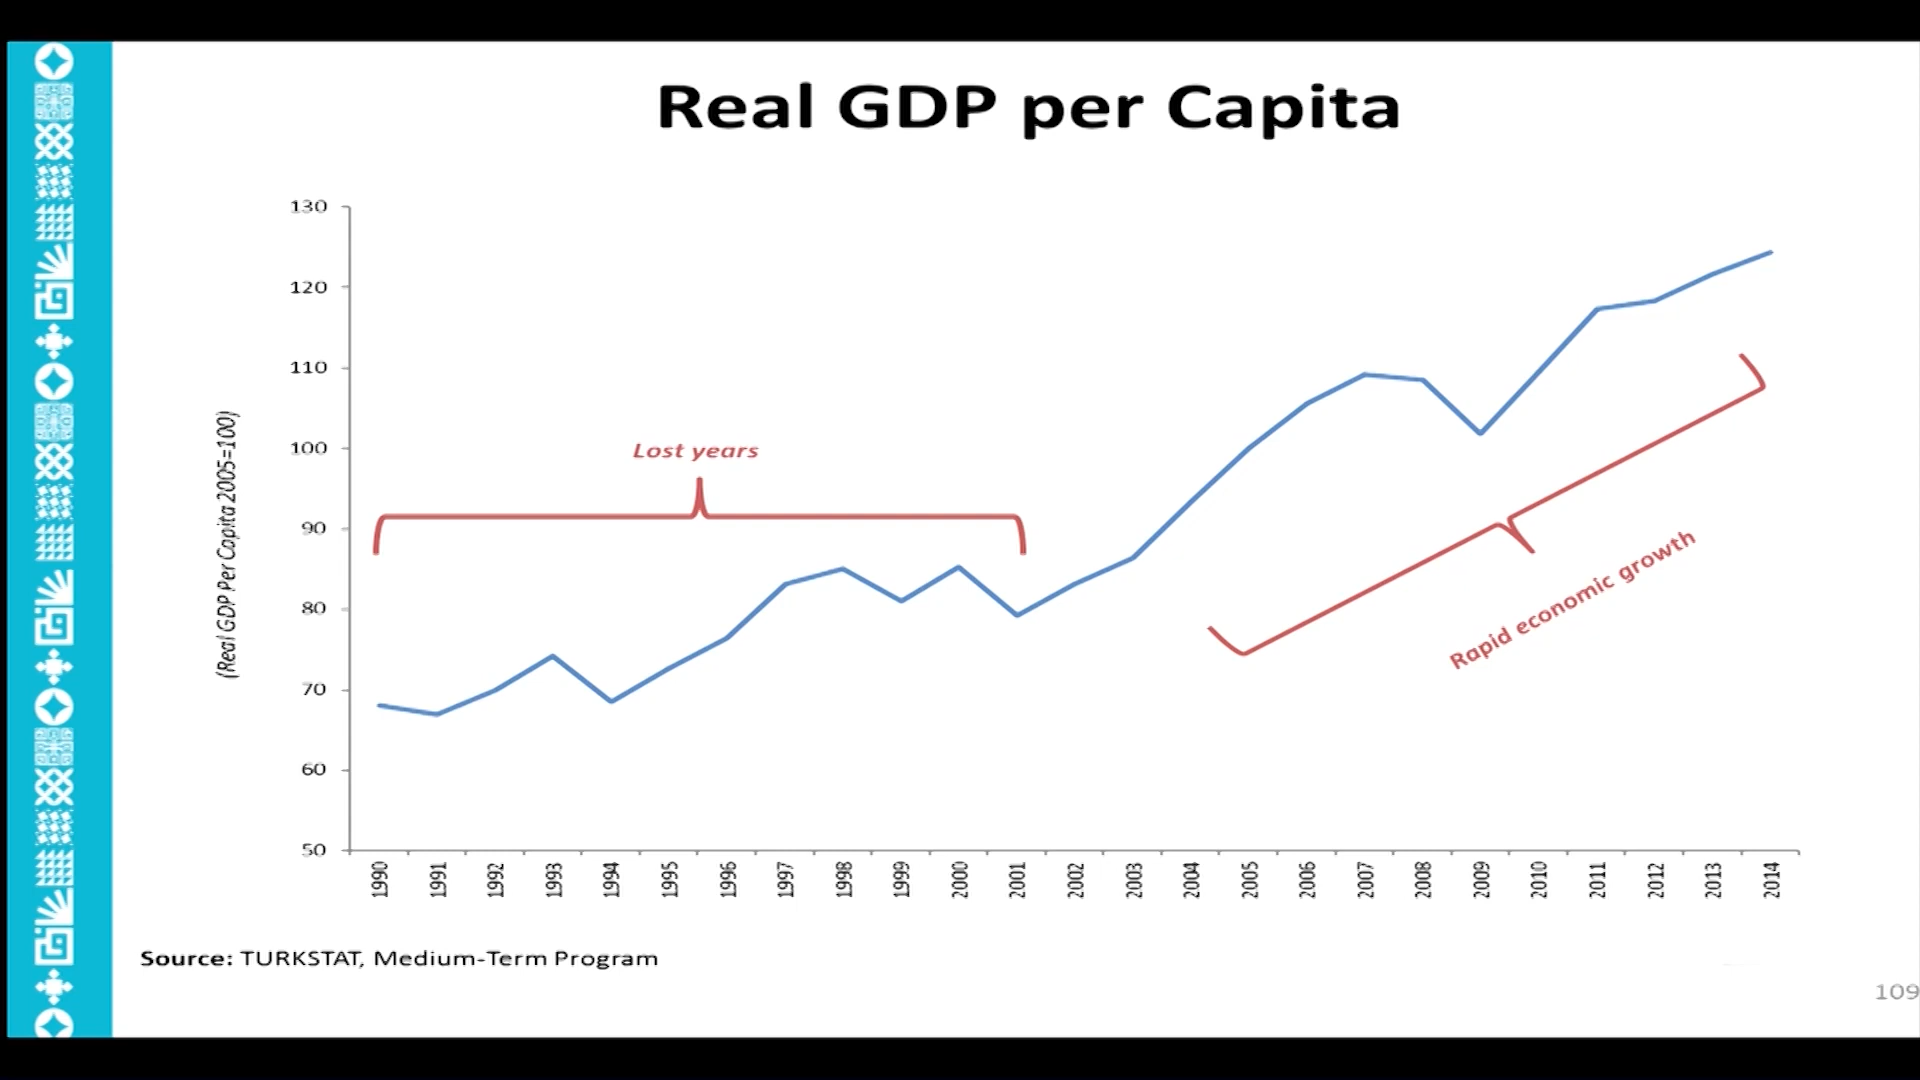 Real GDP per Capita
130
120
110
100
90
80
70
60
50
(Real GDP Per Capita 2005=100)
Lost years
Rapid economic growth
1990 1991 1992 1993 1994 1995 1996 1997 1998 1999 2000 2001 2002 2003 2004 2005 2006 2007 2008 2009 2010 2011 2012 2013 2014
Source: TURKSTAT, Medium-Term Program
109